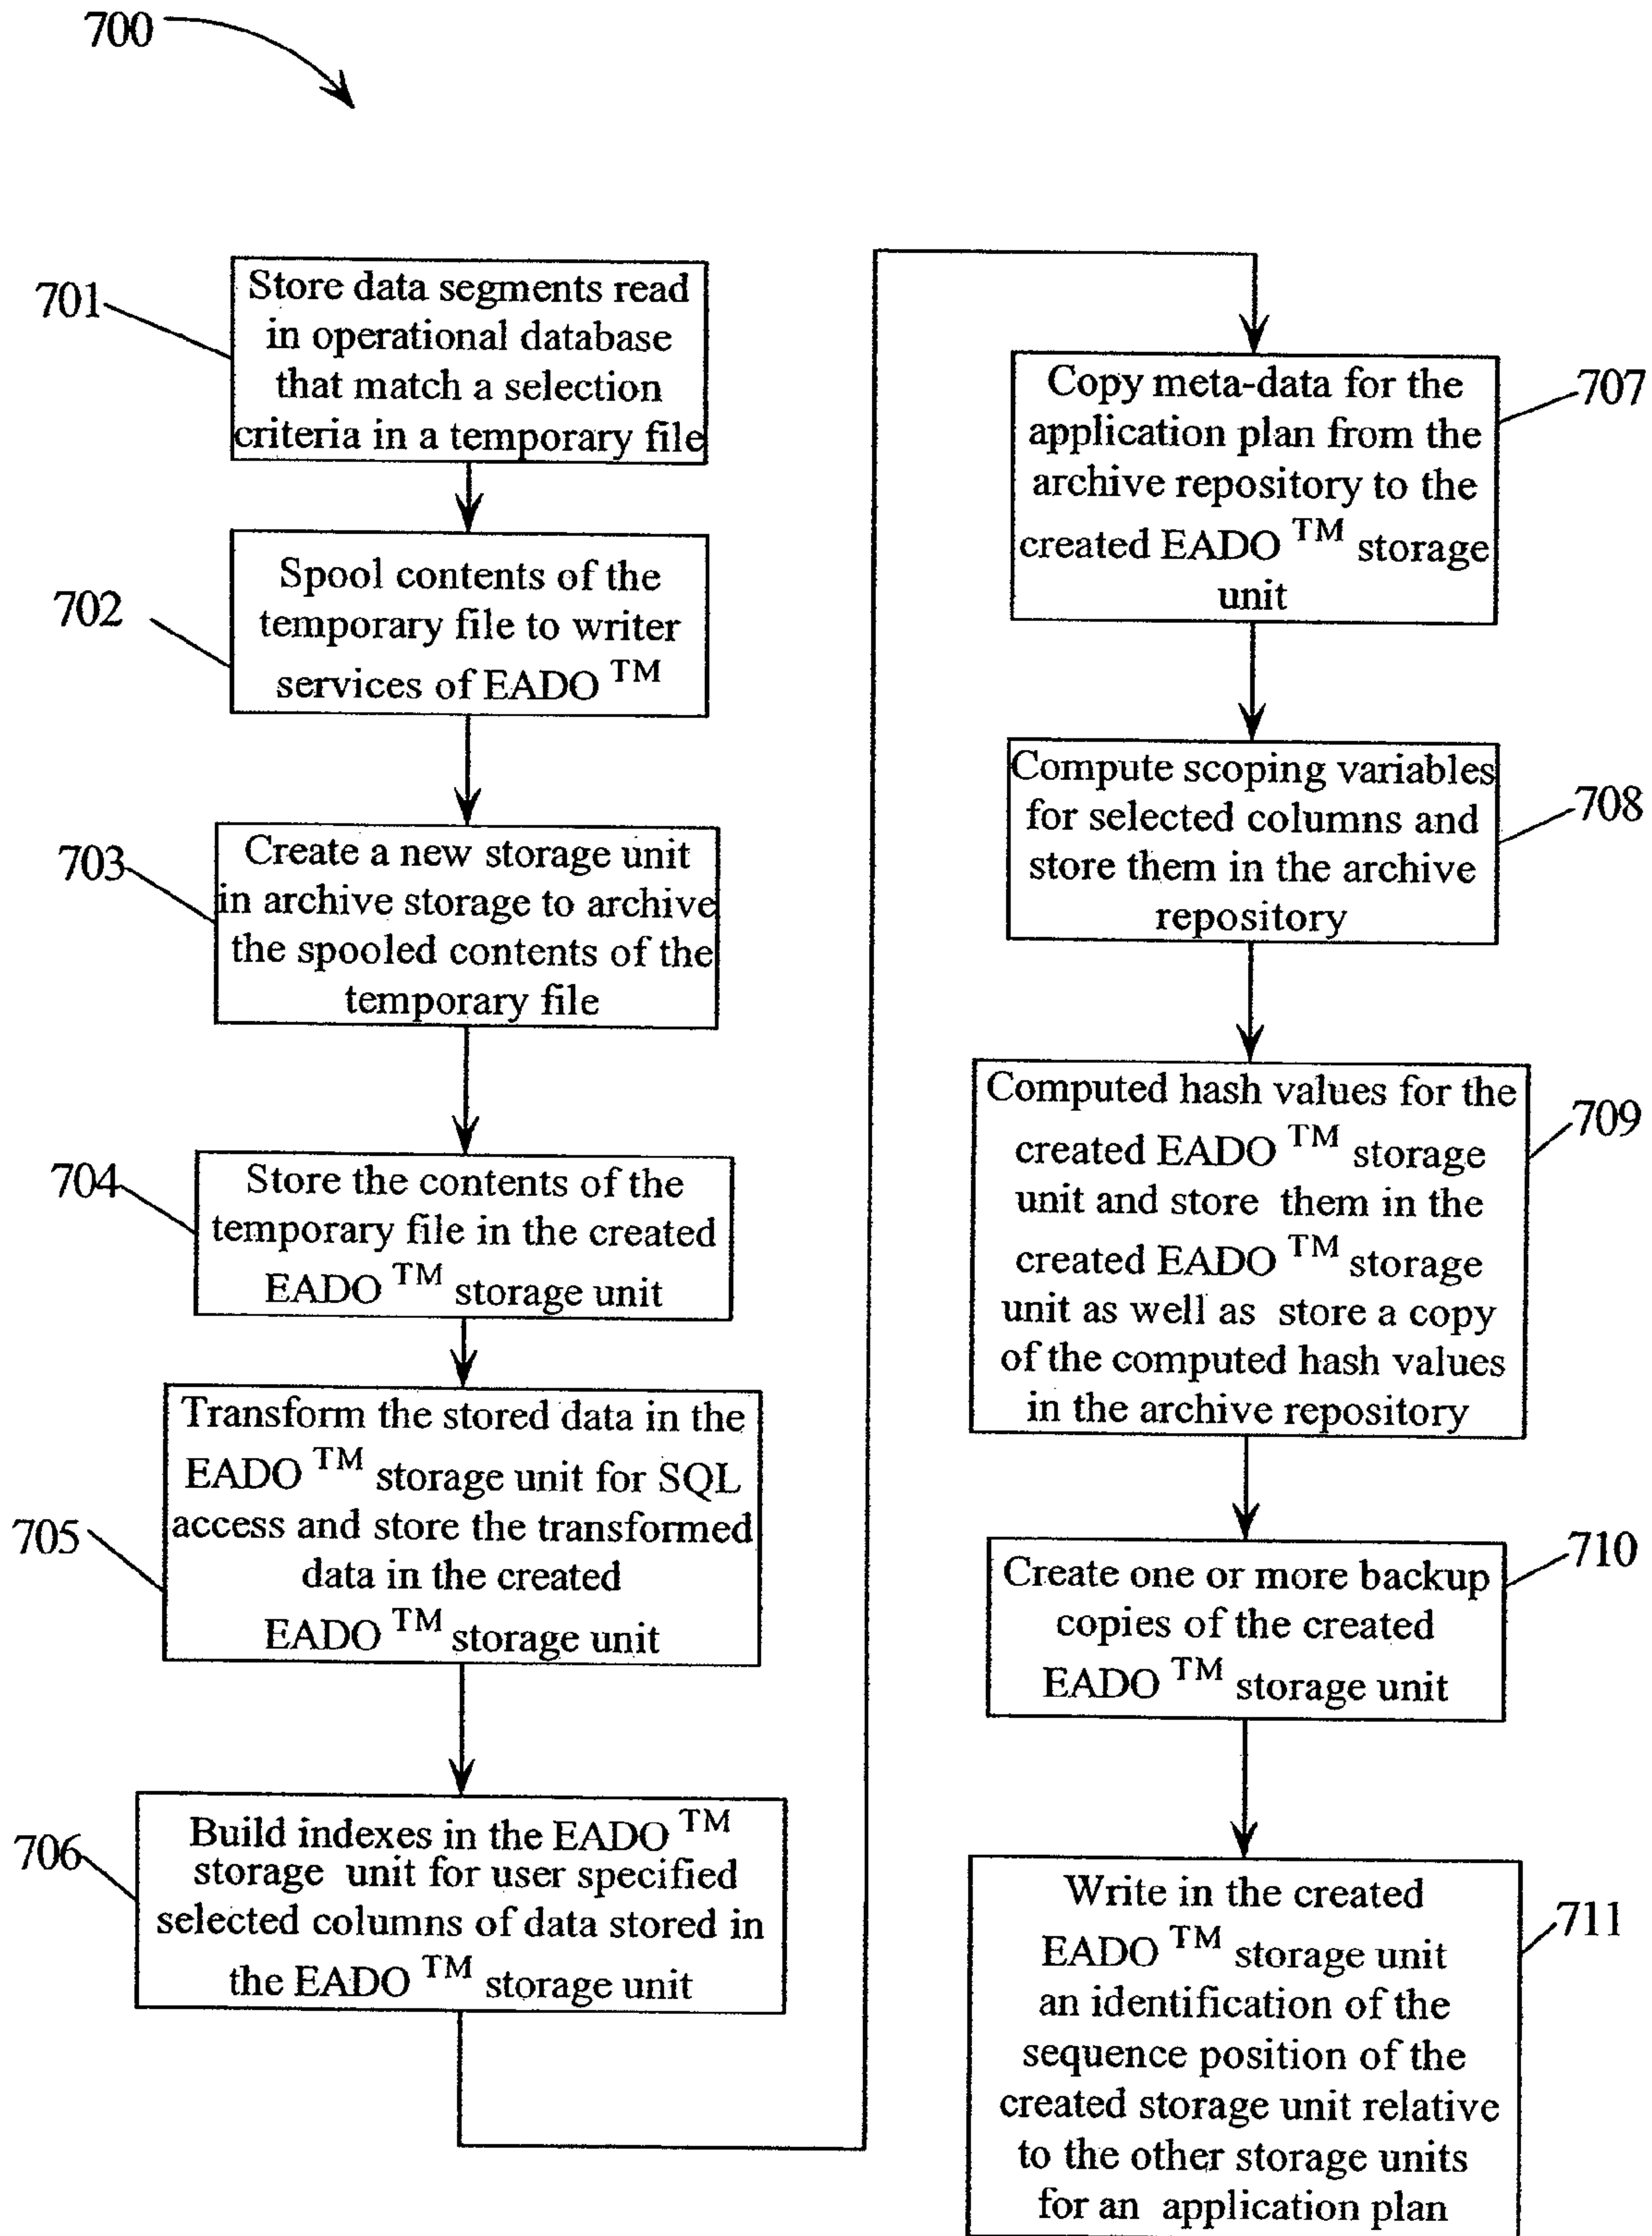 700
701
Store data segments read
in operational database
that match a selection
criteria in a temporary file
702
Spool contents of the
temporary file to writer
services of EADO TM
703
Create a new storage unit
in archive storage to archive
the spooled contents of the
temporary file
704
Store the contents of the
temporary file in the created
EADO TM storage unit
705
Transform the stored data in the
EADO TM storage unit for SQL
access and store the transformed
data in the created
EADO TM storage unit
706
Build indexes in the EADO TM
storage unit for user specified
selected columns of data stored in
the EADO TM storage unit
707
Copy meta-data for the
application plan from the
archive repository to the
created EADO TM storage
unit
708
Compute scoping variables
for selected columns and
store them in the archive
repository
709
Computed hash values for the
created EADO TM storage
unit and store them in the
created EADO TM storage
unit as well as store a copy
of the computed hash values
in the archive repository
710
Create one or more backup
copies of the created
EADO TM storage unit
711
Write in the created
EADO TM storage unit
an identification of the
sequence position of the
created storage unit relative
to the other storage units
for an application plan